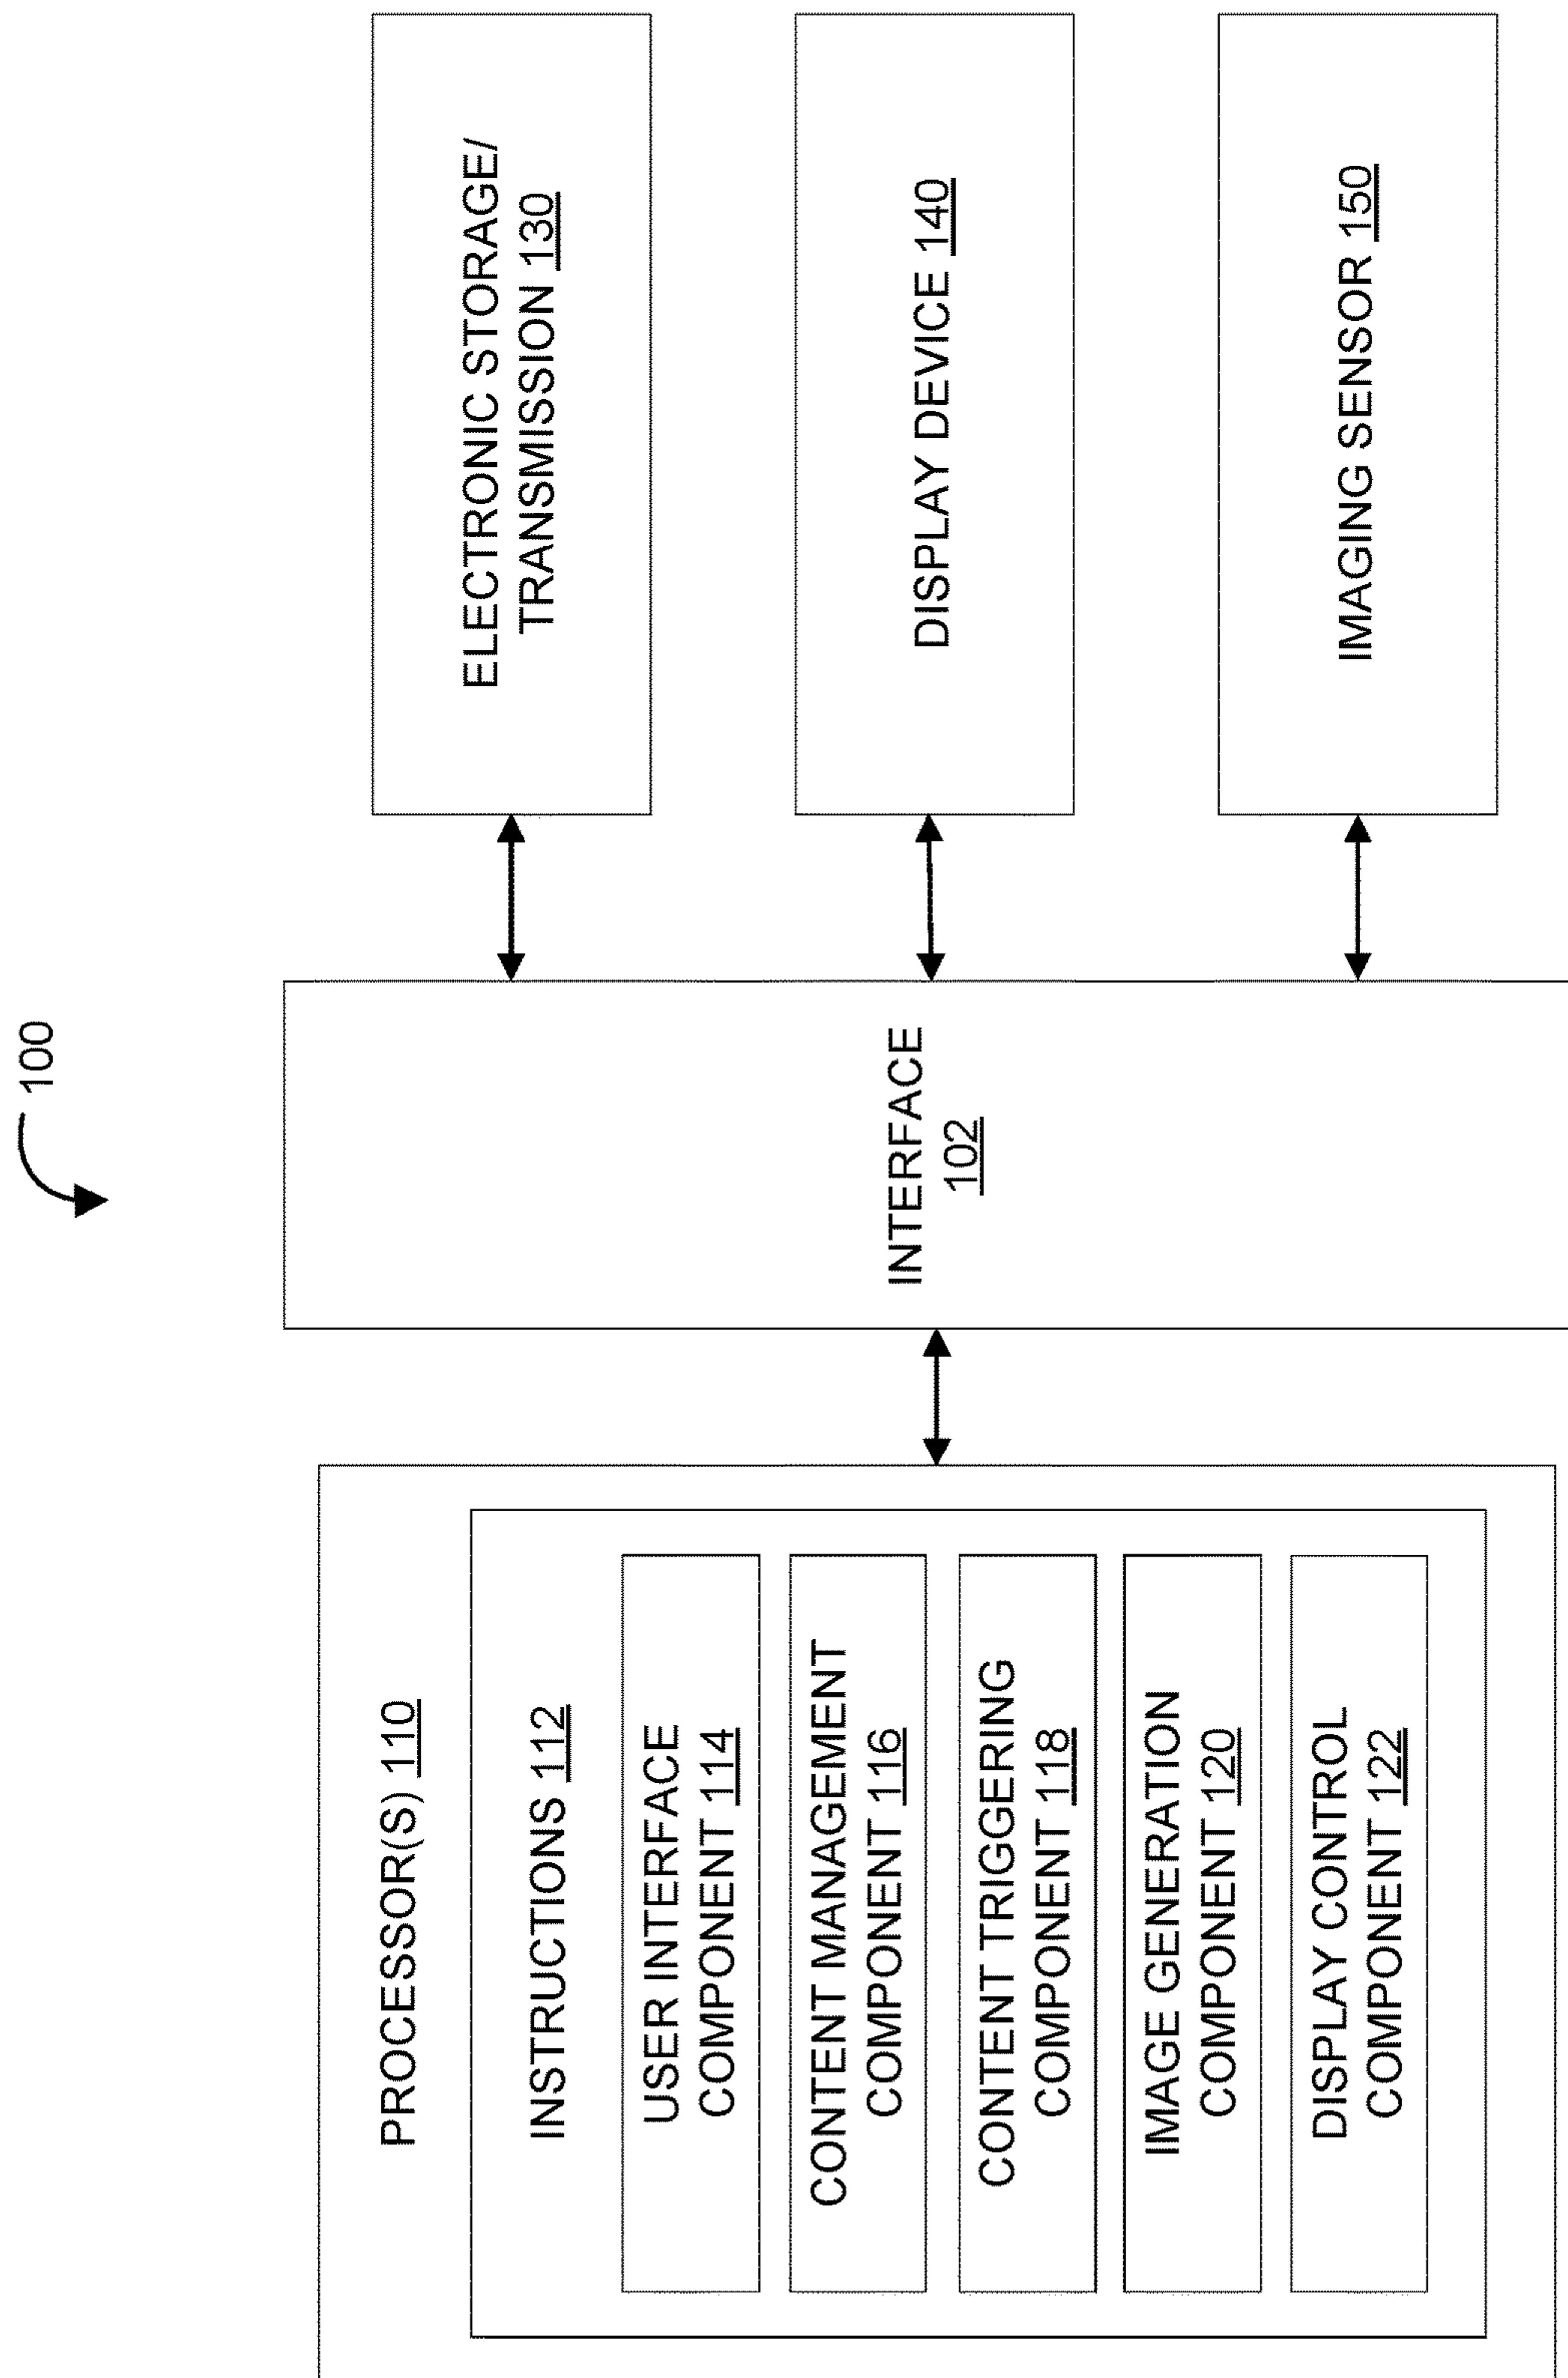 100
PROCESSOR(S) 110
INSTRUCTIONS 112
USER INTERFACE
COMPONENT 114
CONTENT MANAGEMENT
COMPONENT 116
CONTENT TRIGGERING
COMPONENT 118
IMAGE GENERATION
COMPONENT 120
DISPLAY CONTROL
COMPONENT 122
INTERFACE
102
ELECTRONIC STORAGE/
TRANSMISSION 130
DISPLAY DEVICE 140
IMAGING SENSOR 150